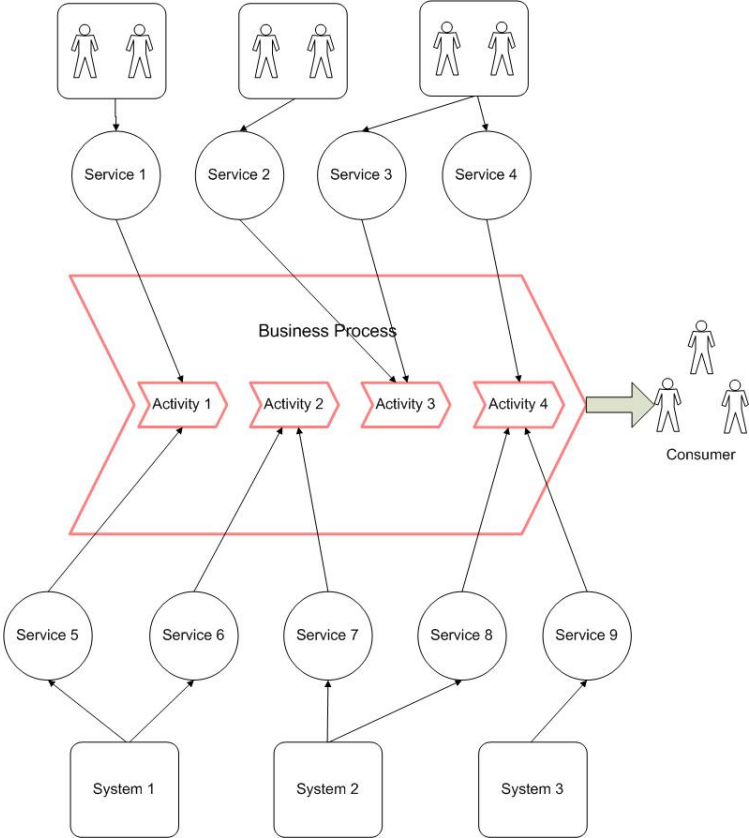 Service 1
Service 2
Service 3
Service 4
Business Process
Activity 1
Activity 2
Activity 3
Activity 4
Consumer
Service 5
Service 6
Service 7
Service 8
Service 9
System 1
System 2
System 3